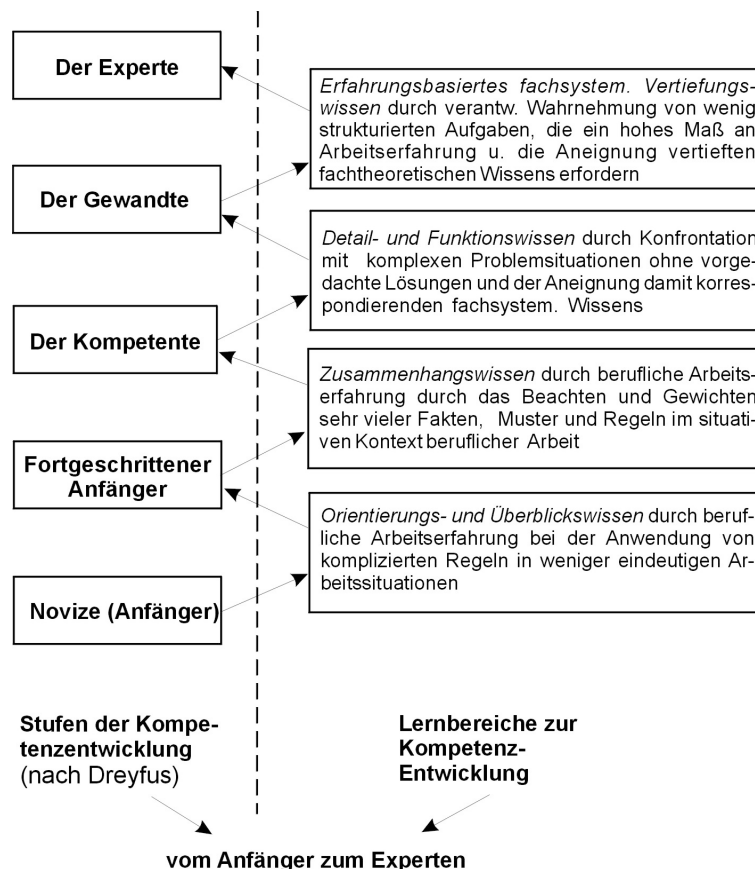 Der Experte
Erfahrungsbasiertes fachsystem. Vertiefungs-
wissen durch verantw. Wahrnehmung von wenig
strukturierten Aufgaben, die ein hohes Maß an
Arbeitserfahrung u. die Aneignung vertieften
fachtheoretischen Wissens erfordern
Der Gewandte
Detail- und Funktionswissen durch Konfrontation
mit komplexen Problemsituationen ohne vorge-
dachte Lösungen und der Aneignung damit korres-
pondierenden fachsystem. Wissens
Der Kompetente
Zusammenhangswissen durch berufliche Arbeits-
erfahrung durch das Beachten und Gewichten
sehr vieler Fakten, Muster und Regeln im situati-
ven Kontext beruflicher Arbeit
Fortgeschrittener
Anfänger
Orientierungs- und Überblickswissen durch beruf-
liche Arbeitserfahrung bei der Anwendung von
komplizierten Regeln in weniger eindeutigen Ar-
beitssituationen
Novize (Anfänger)
Stufen der Kompe-
tenzentwicklung
(nach Dreyfus)
Lernbereiche zur
Kompetenz-
Entwicklung
vom Anfänger zum Experten